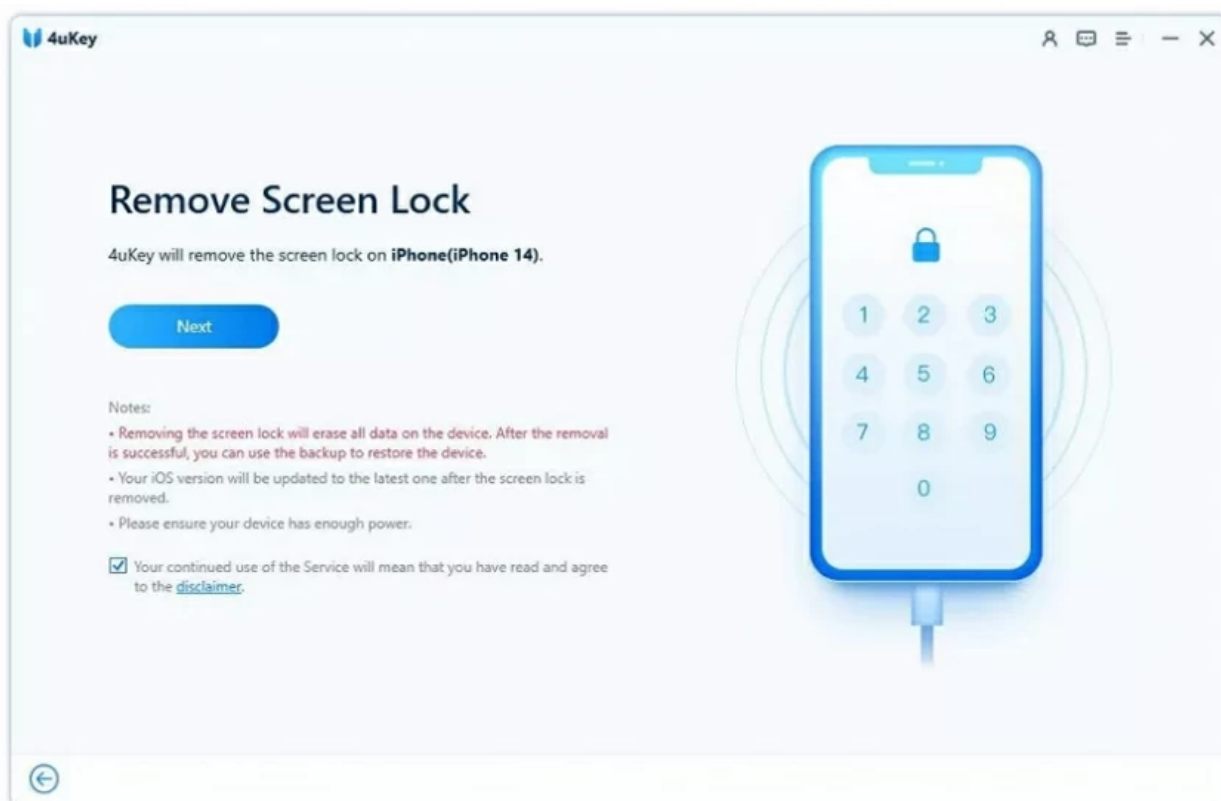 4uKey
Remove Screen Lock
4uKey will remove the screen lock on iPhone(iPhone 14).
Next
Notes:
• Removing the screen lock will erase all data on the device. After the removal
is successful, you can use the backup to restore the device.
• Your iOS version will be updated to the latest one after the screen lock is
removed.
• Please ensure your device has enough power.
Your continued use of the Service will mean that you have read and agree
to the disclaimer.
1 2 3
4 5 6
7 8 9
0